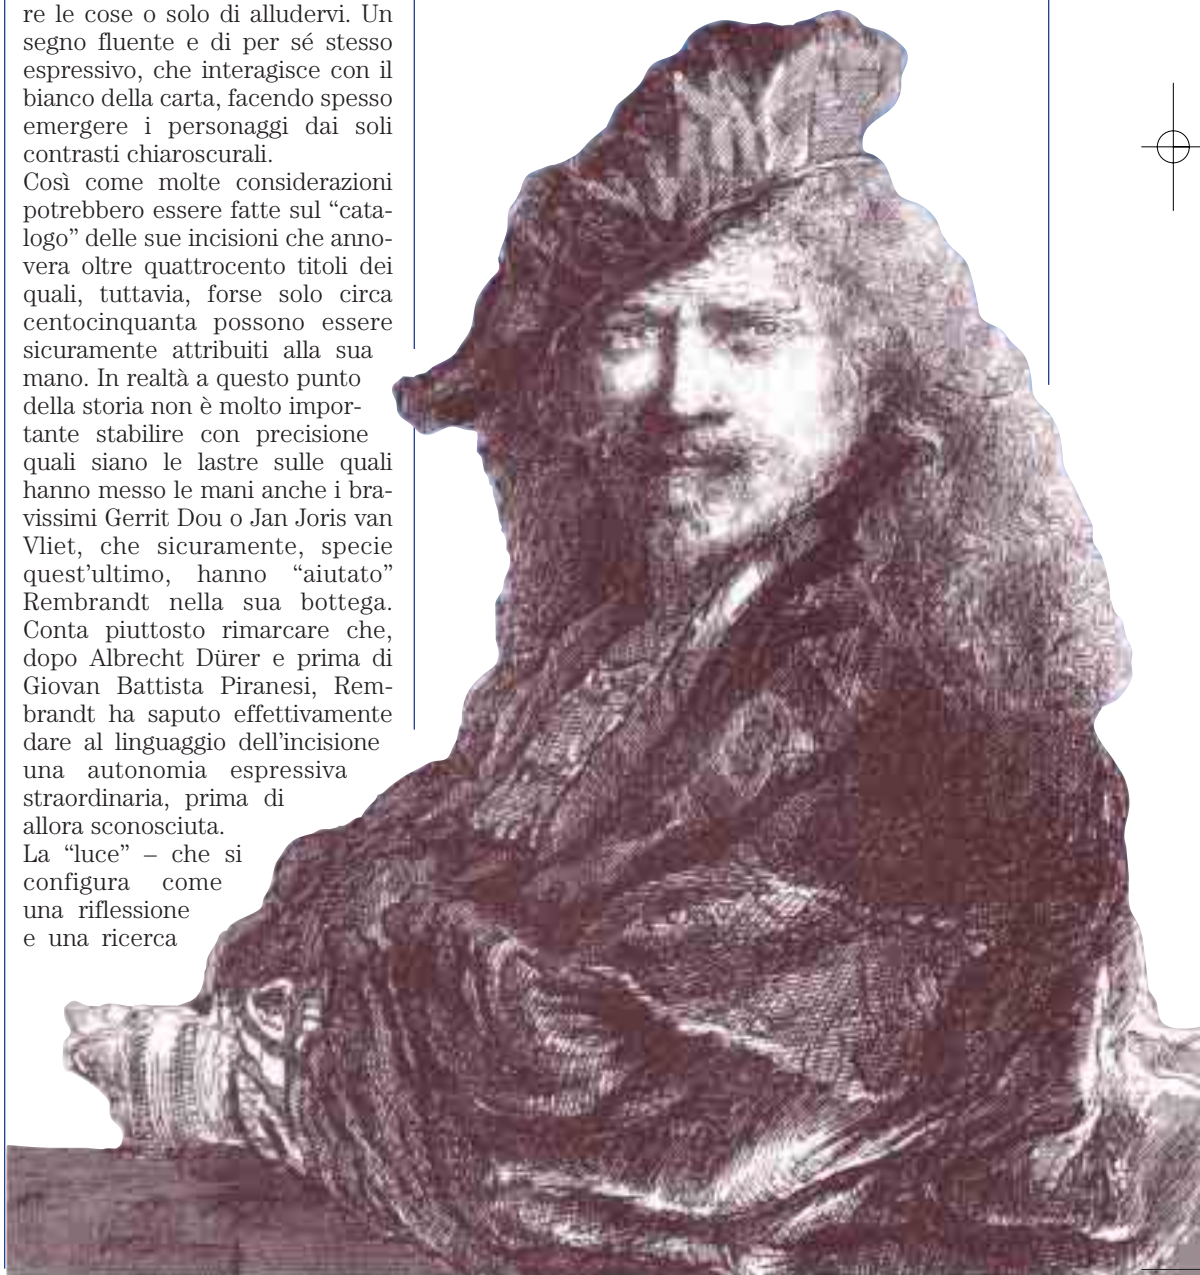 re le cose o solo di alludervi. Un
segno fluente e di per sé stesso
espressivo, che interagisce con il
bianco della carta, facendo spesso
emergere i personaggi dai soli
contrasti chiaroscurali.
Così come molte considerazioni
potrebbero essere fatte sul “cata-
logo” delle sue incisioni che anno-
vera oltre quattrocento titoli dei
quali, tuttavia, forse solo circa
centocinquanta possono essere
sicuramente attribuiti alla sua
mano. In realtà a questo punto
della storia non è molto impor-
tante stabilire con precisione
quali siano le lastre sulle quali
hanno messo le mani anche i bra-
vissimi Gerrit Dou o Jan Joris van
Vliet, che sicuramente, specie
quest'ultimo, hanno “aiutato”
Rembrandt nella sua bottega.
Conta piuttosto rimarcare che,
dopo Albrecht Dürer e prima di
Giovan Battista Piranesi, Rem-
brandt ha saputo effettivamente
dare al linguaggio dell'incisione
una autonomia espressiva
straordinaria, prima di
allora sconosciuta.
La “luce” – che si
configura come
una riflessione
e una ricerca